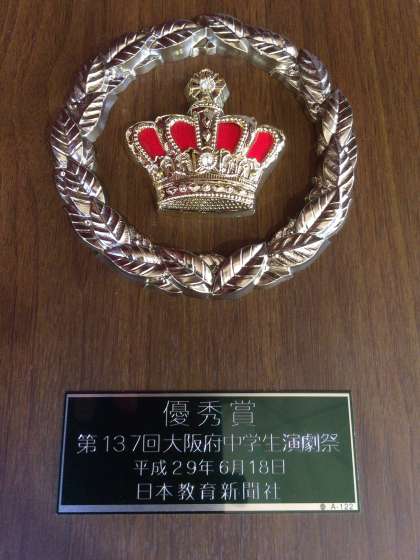 優秀賞
第137回大阪府中学生演劇祭
平成29年6月18日
日本教育新聞社
A-122